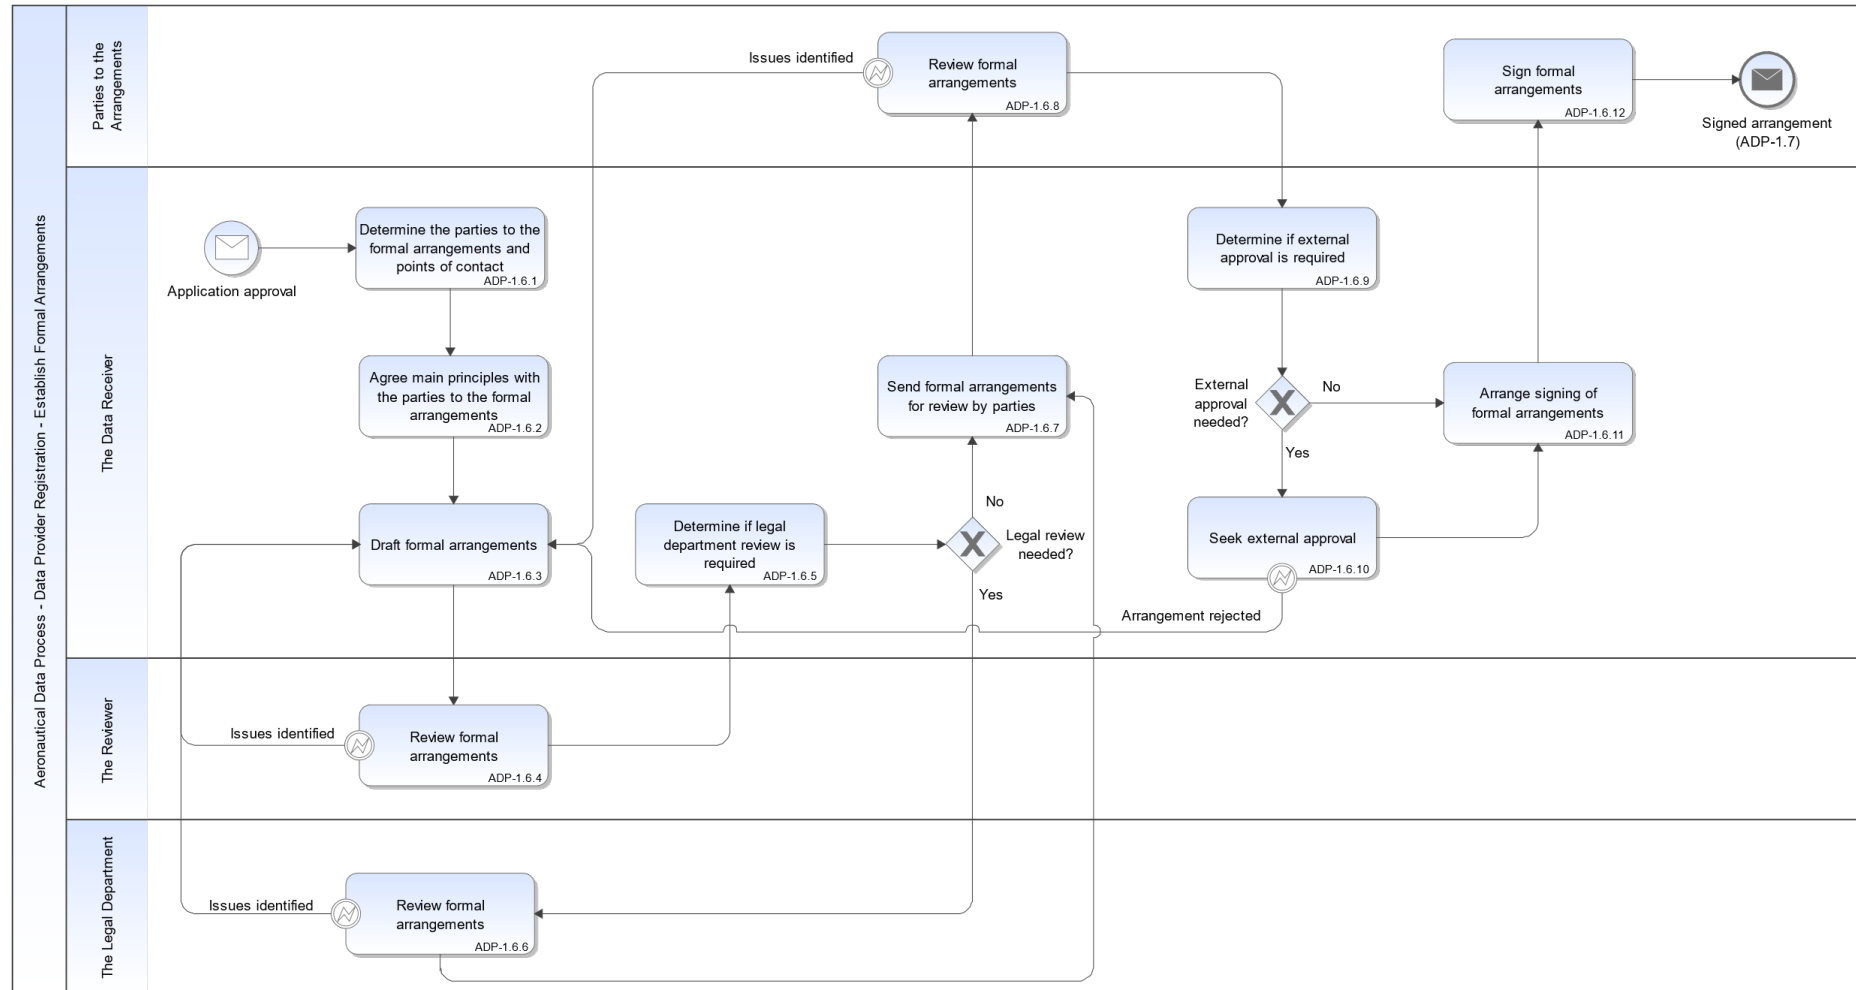 Aeronautical Data Process - Data Provider Registration - Establish Formal Arrangements
Parties to the
Arrangements
Issues identified
Review formal
arrangements
ADP-1.6.8
Sign formal
arrangements
ADP-1.6.12
Signed arrangement
(ADP-1.7)
The Data Receiver
Application approval
Determine the parties to the
formal arrangements and
points of contact
ADP-1.6.1
Agree main principles with
the parties to the formal
arrangements
ADP-1.6.2
Draft formal arrangements
ADP-1.6.3
Determine if legal
department review is
required
ADP-1.6.5
Send formal arrangements
for review by parties
ADP-1.6.7
No
Legal review
needed?
Yes
Determine if external
approval is required
ADP-1.6.9
External
approval
needed?
No
Yes
Arrange signing of
formal arrangements
ADP-1.6.11
Seek external approval
ADP-1.6.10
Arrangement rejected
The Reviewer
Issues identified
Review formal
arrangements
ADP-1.6.4
The Legal Department
Issues identified
Review formal
arrangements
ADP-1.6.6